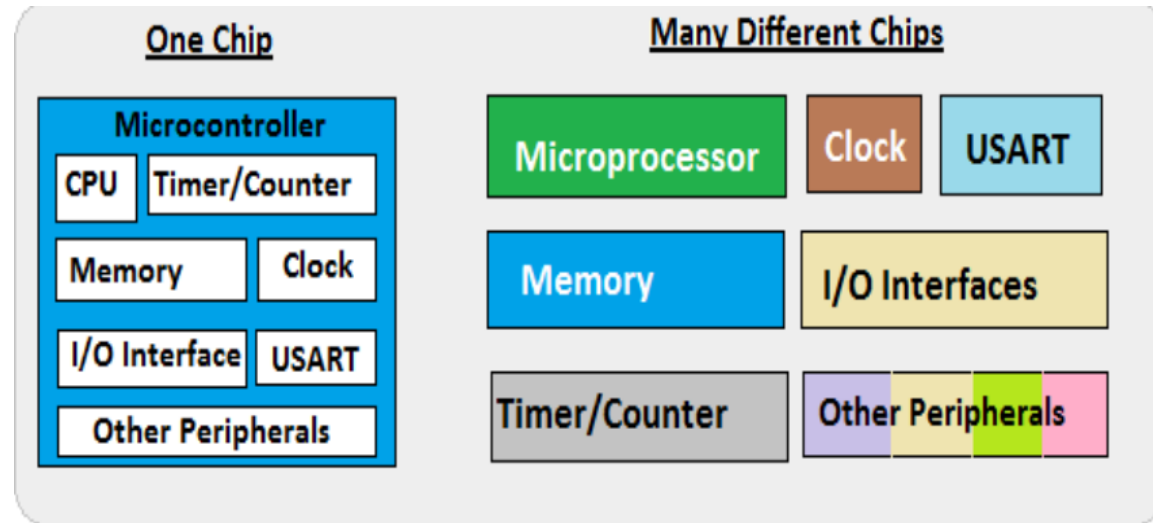 One Chip
Microcontroller
CPU
Timer/Counter
Memory
Clock
I/O Interface
USART
Other Peripherals
Many Different Chips
Microprocessor
Clock
USART
Memory
I/O Interfaces
Timer/Counter
Other Peripherals